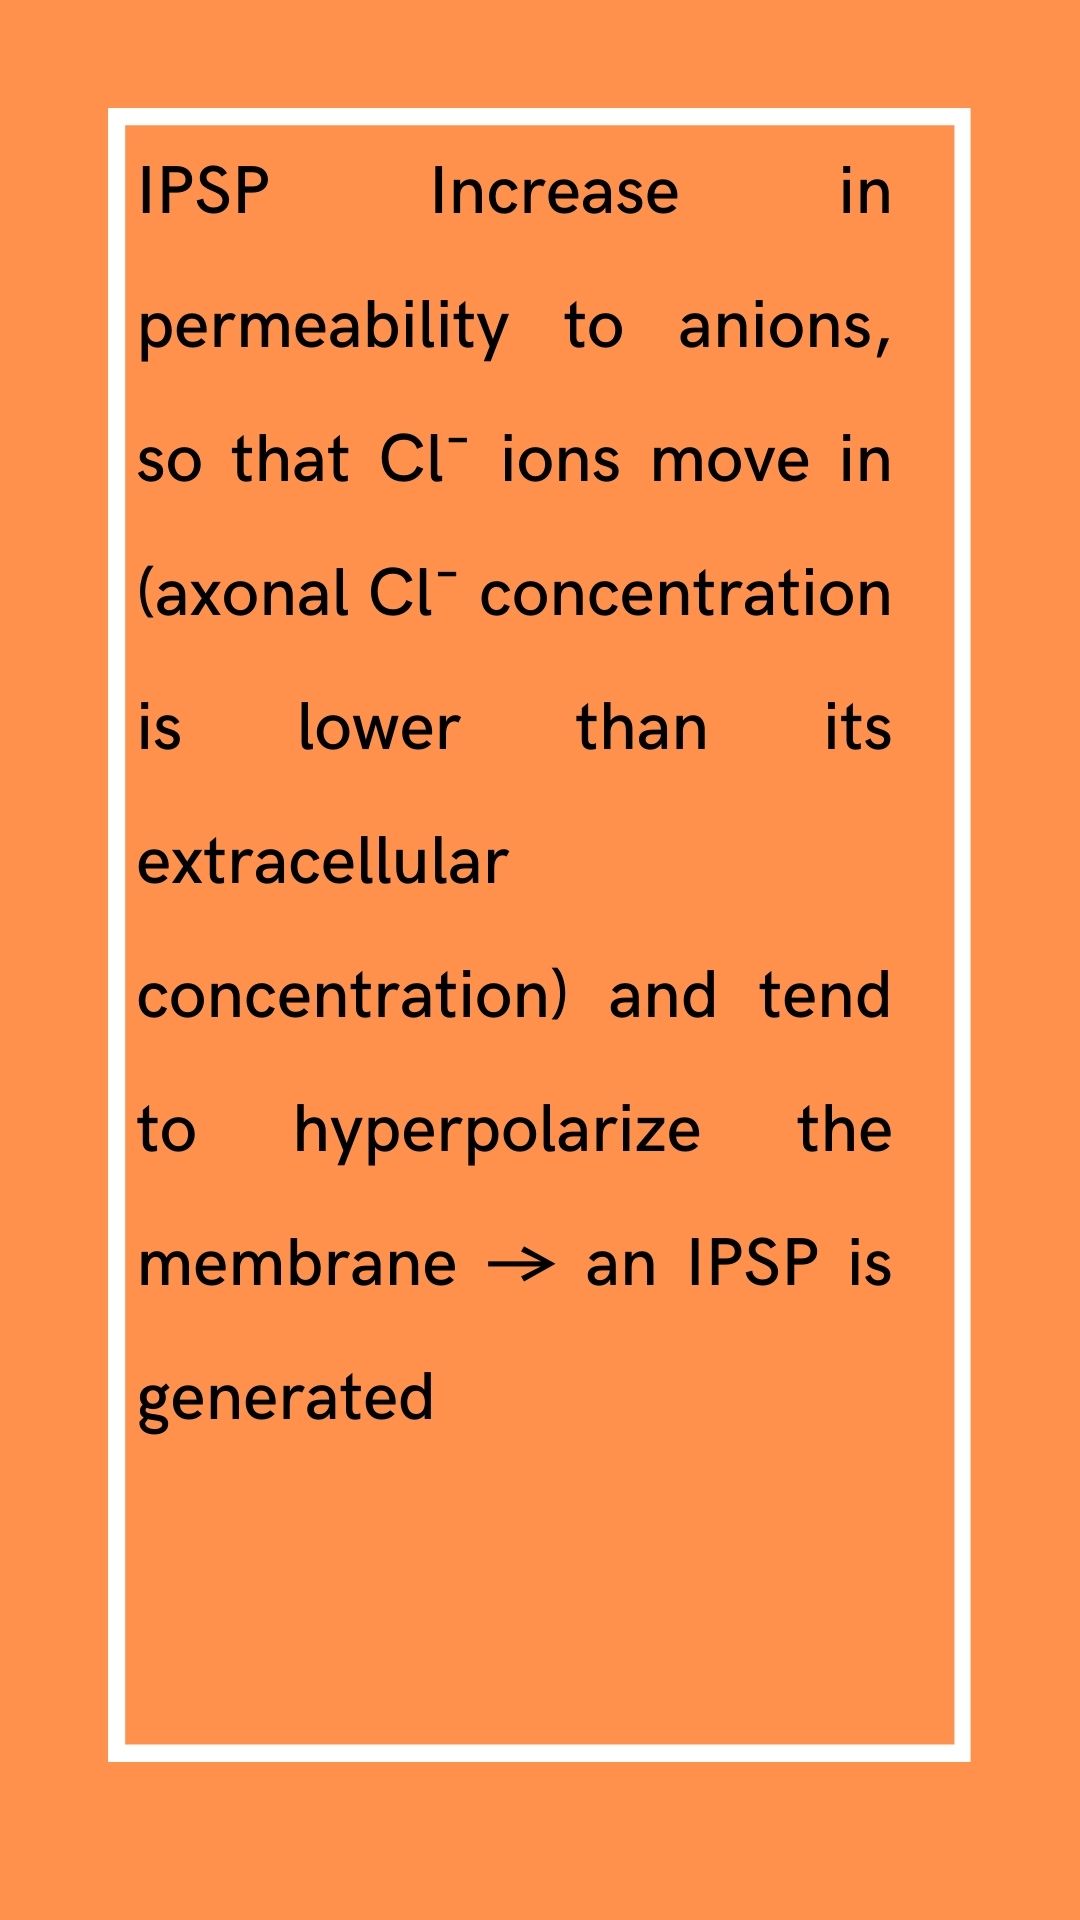 IPSP Increase in
permeability to anions,
so that Cl⁻ ions move in
(axonal Cl⁻ concentration
is lower than its
extracellular
concentration) and tend
to hyperpolarize the
membrane → an IPSP is
generated